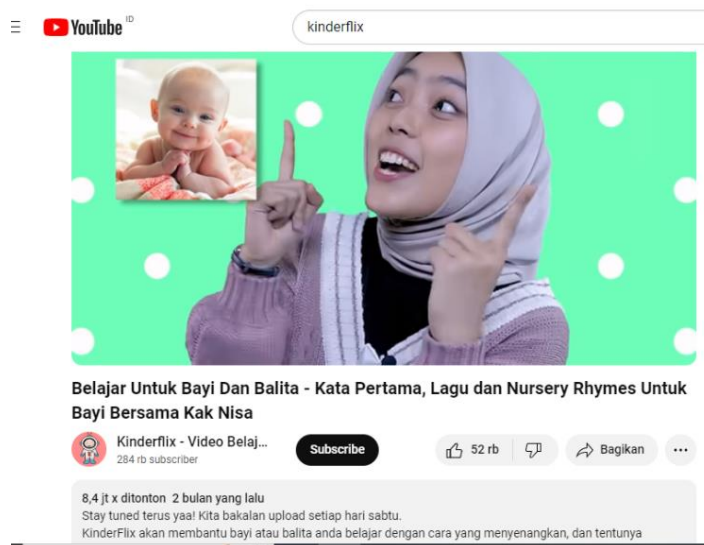 YouTube ID
kinderflix
Belajar Untuk Bayi Dan Balita - Kata Pertama, Lagu dan Nursery Rhymes Untuk
Bayi Bersama Kak Nisa
Kinderflix - Video Belaj...
284 rb subscriber
Subscribe
52 rb
Bagikan
8,4 jt x ditonton 2 bulan yang lalu
Stay tuned terus yaa! Kita bakalan upload setiap hari sabtu.
KinderFlix akan membantu bayi atau balita anda belajar dengan cara yang menyenangkan, dan tentunya